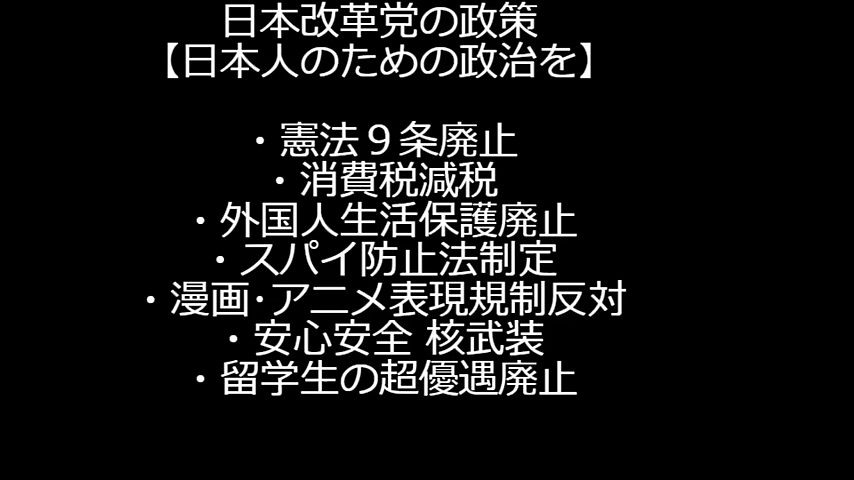 日本改革党の政策
【日本人のための政治を】
・憲法９条廃止
・消費税減税
・外国人生活保護廃止
・スパイ防止法制定
・漫画･アニメ表現規制反対
・安心安全 核武装
・留学生の超優遇廃止